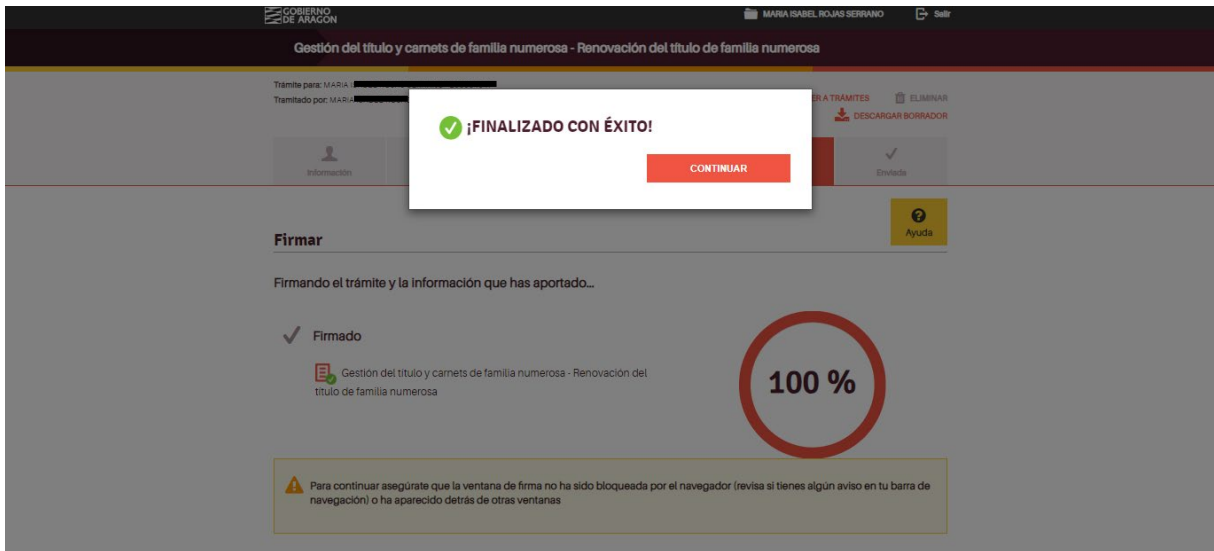 GOBIERNO
DE ARAGON
MARIA ISABEL ROJAS SERRANO
Salir
Gestión del título y carnets de familia numerosa - Renovación del título de familia numerosa
Trámite para: MARIA
Tramitado por: MARIA
ER A TRÁMITES
ELIMINAR
DESCARGAR BORRADOR
¡FINALIZADO CON ÉXITO!
CONTINUAR
Información
Enviada
Ayuda
Firmar
Firmando el trámite y la información que has aportado...
Firmado
Gestión del título y carnets de familia numerosa - Renovación del
título de familia numerosa
100 %
Para continuar asegúrate que la ventana de firma no ha sido bloqueada por el navegador (revisa si tienes algún aviso en tu barra de
navegación) o ha aparecido detrás de otras ventanas